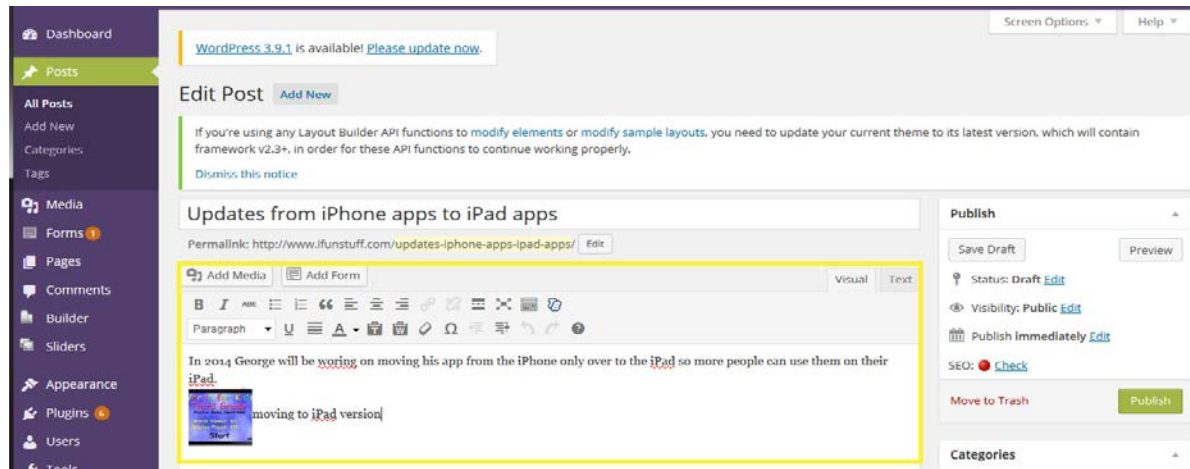 Dashboard
Posts
All Posts
Add New
Categories
Tags
Media
Forms 1
Pages
Comments
Builder
Sliders
Appearance
Plugins 6
Users
Tools
Screen Options
Help
WordPress 3.9.1 is available! Please update now.
Edit Post Add New
If you're using any Layout Builder API functions to modify elements or modify sample layouts, you need to update your current theme to its latest version, which will contain
framework v2.3+, in order for these API functions to continue working properly.
Dismiss this notice
Updates from iPhone apps to iPad apps
Permalink: http://www.ifunstuff.com/updates-iphone-apps-ipad-apps/ Edit
Add Media Add Form Visual Text
B I ABC
Paragraph U A
In 2014 George will be woring on moving his app from the iPhone only over to the iPad so more people can use them on their
iPad.
Start
moving to iPad version
Publish
Save Draft Preview
Status: Draft Edit
Visibility: Public Edit
Publish immediately Edit
SEO: Check
Move to Trash Publish
Categories